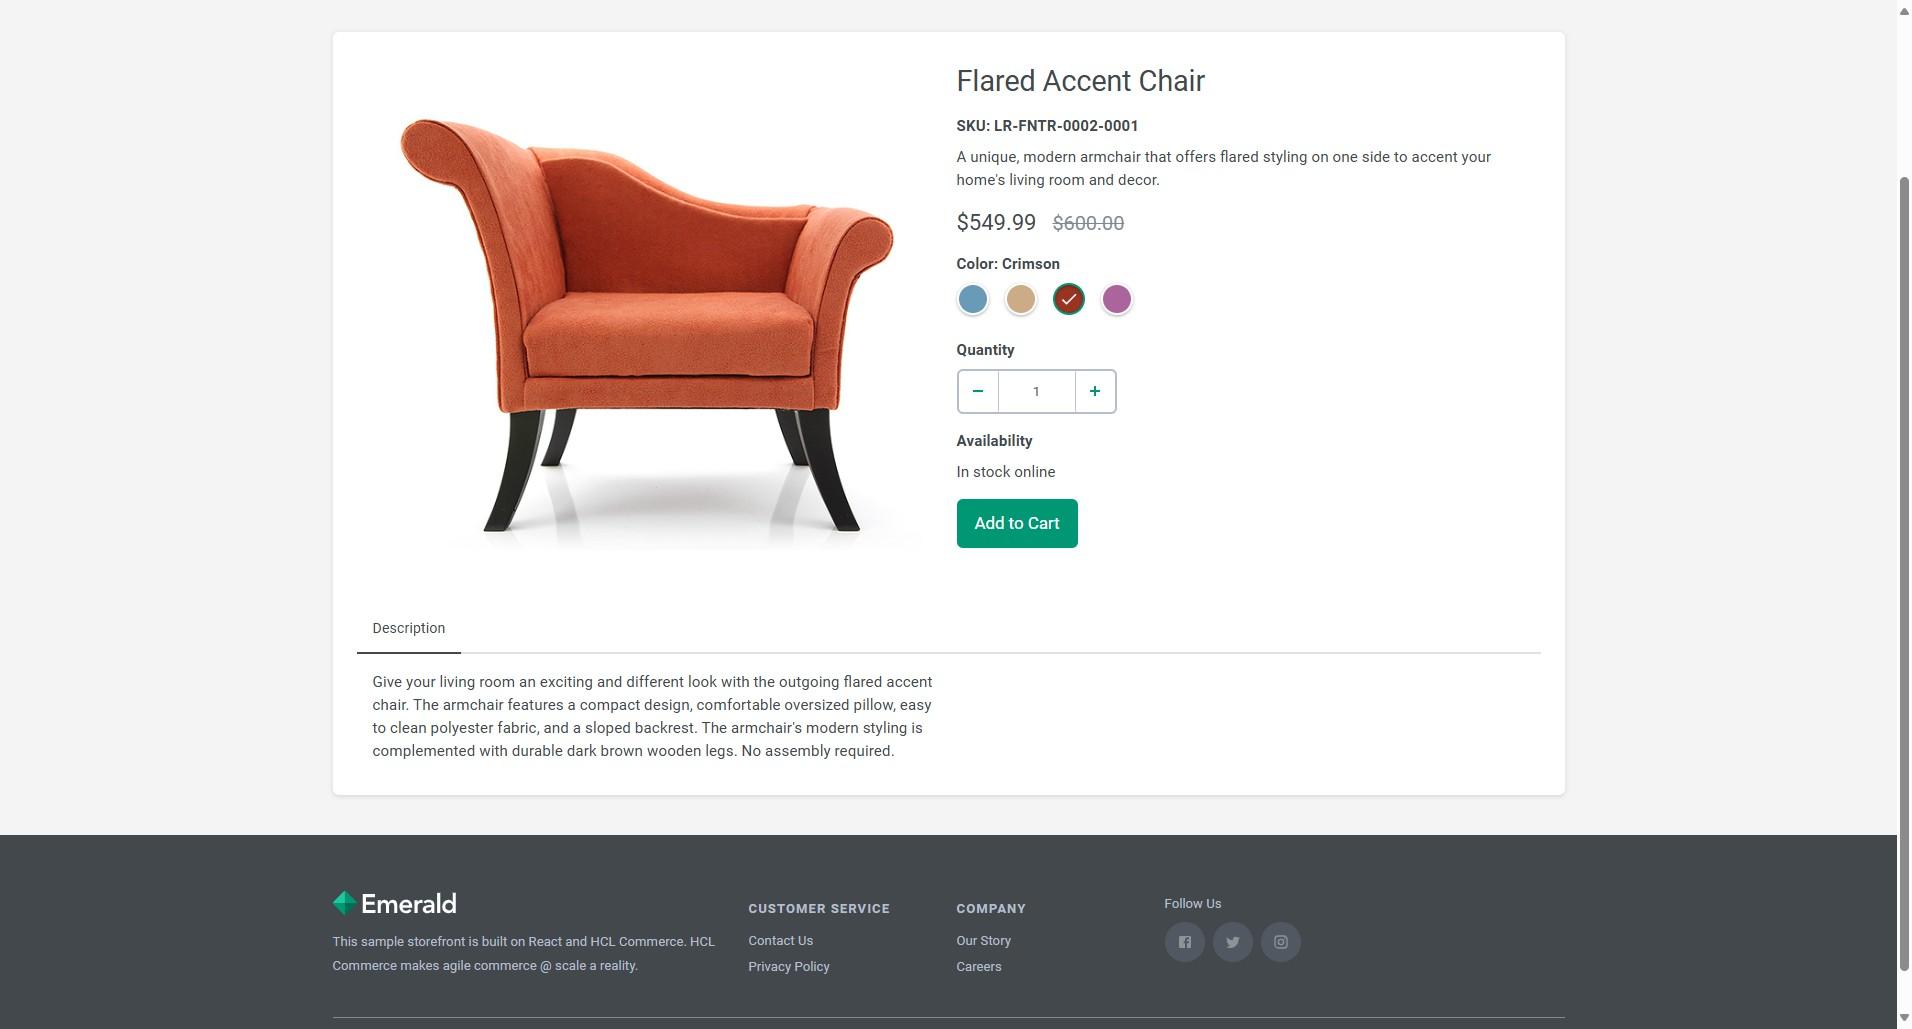 Flared Accent Chair
SKU: LR-FNTR-0002-0001
A unique, modern armchair that offers flared styling on one side to accent your
home's living room and decor.
$549.99 $600.00
Color: Crimson
Quantity
1
Availability
In stock online
Add to Cart
Description
Give your living room an exciting and different look with the outgoing flared accent
chair. The armchair features a compact design, comfortable oversized pillow, easy
to clean polyester fabric, and a sloped backrest. The armchair's modern styling is
complemented with durable dark brown wooden legs. No assembly required.
Emerald
This sample storefront is built on React and HCL Commerce. HCL
Commerce makes agile commerce @ scale a reality.
CUSTOMER SERVICE
Contact Us
Privacy Policy
COMPANY
Our Story
Careers
Follow Us